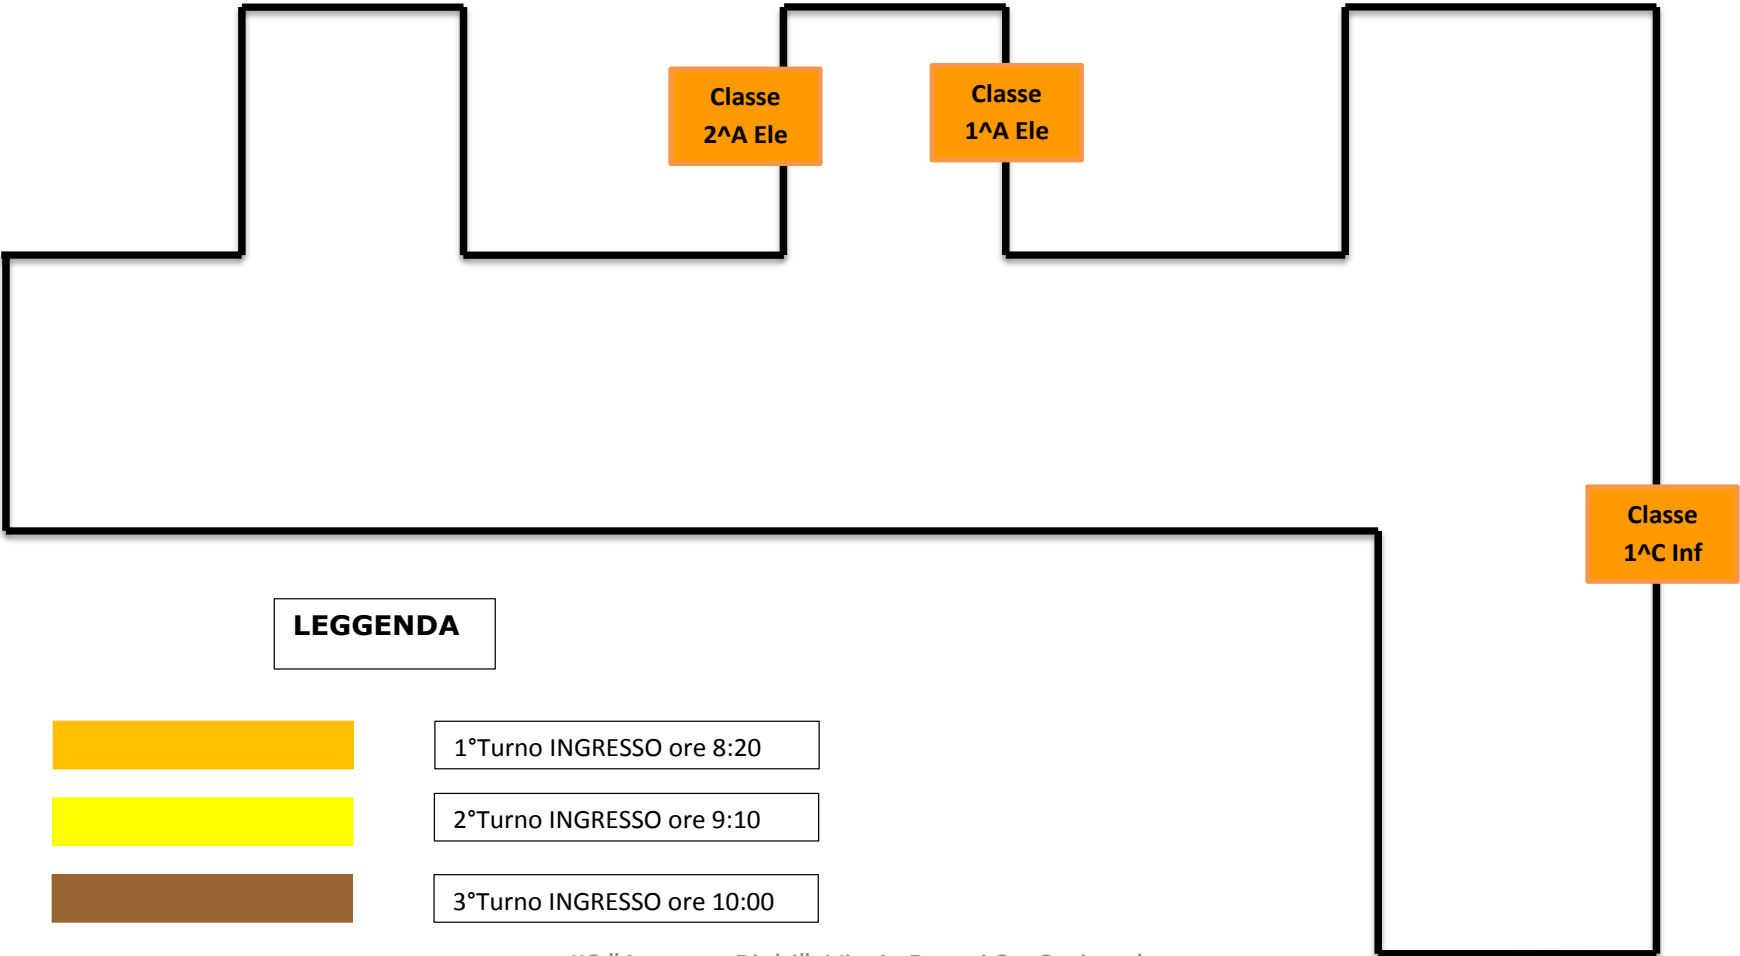 Classe
2^A Ele
Classe
1^A Ele
Classe
1^C Inf
LEGGENDA
1°Turno INGRESSO ore 8:20
2°Turno INGRESSO ore 9:10
3°Turno INGRESSO ore 10:00